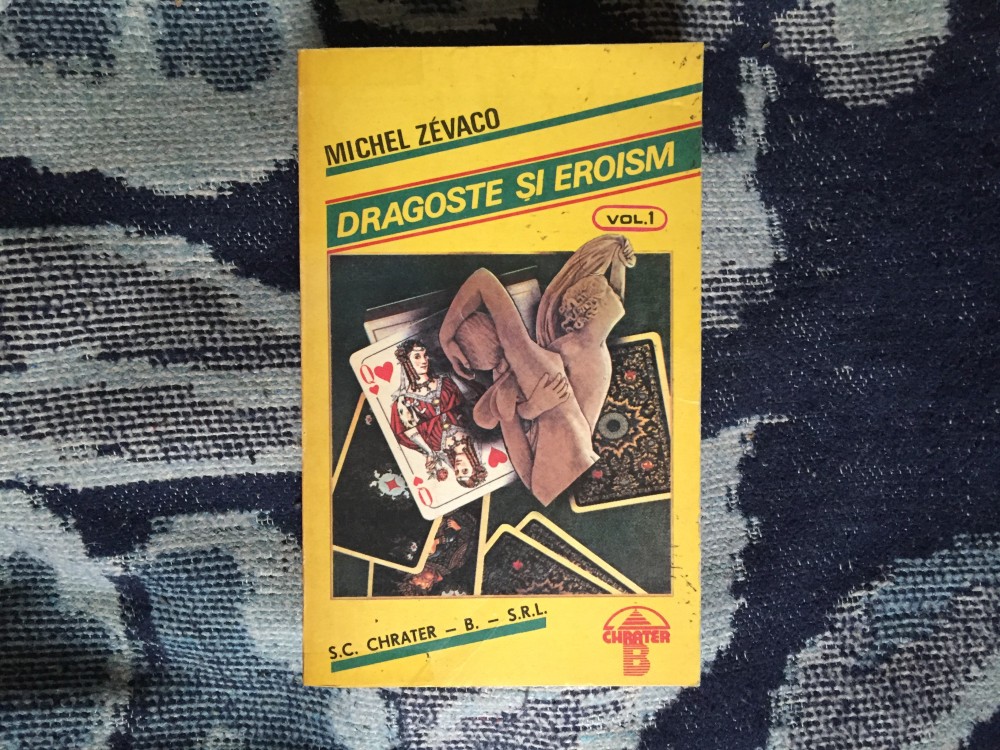 MICHEL ZÉVACO
DRAGOSTE ȘI EROISM
VOL.1
Q
Q
S.C. CHRATER – B. – S.R.L.
CHRATER
B